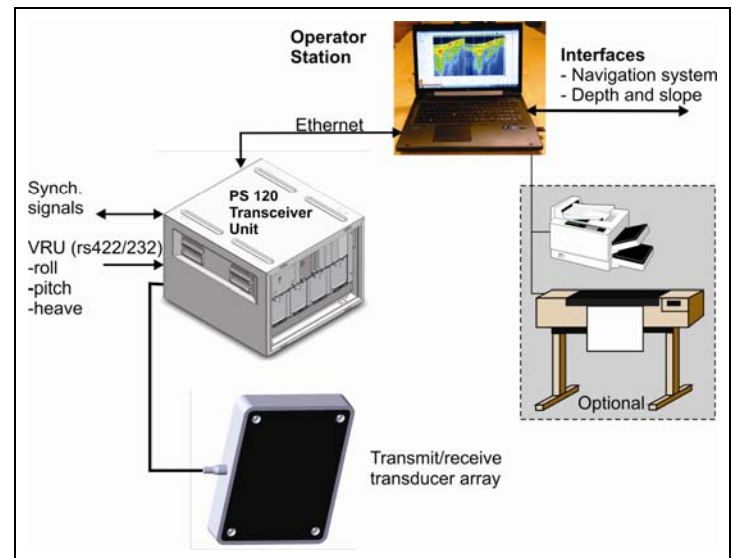 Operator
Station
Interfaces
- Navigation system
- Depth and slope
Ethernet
PS 120
Transceiver
Unit
Synch.
signals
VRU (rs422/232)
-roll
-pitch
-heave
Optional
Transmit/receive
transducer array